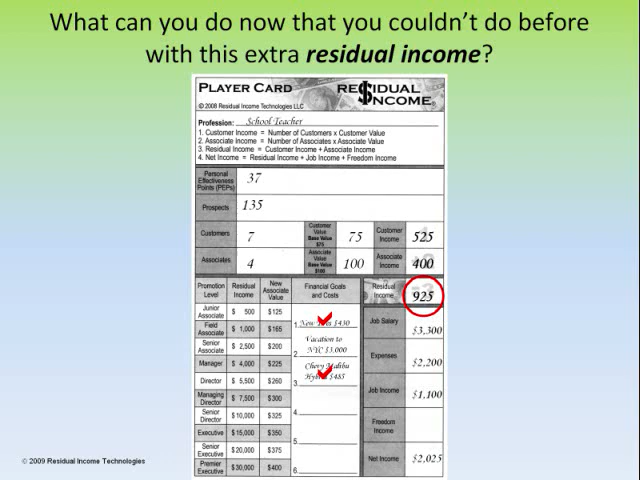 What can you do now that you couldn't do before
with this extra residual income?
PLAYER CARD
RE$IDUAL
INCOME®
© 2008 Residual Income Technologies LLC
Profession: School Teacher
1. Customer Income = Number of Customers x Customer Value
2. Associate Income = Number of Associates x Associate Value
3. Residual Income = Customer Income + Associate Income
4. Net Income = Residual Income + Job Income + Freedom Income
Personal
Effectiveness
Points (PEPs)
37
Prospects
135
Customers
7
Customer
Value
Base Value
$75
75
Customer
Income
525
Associates
4
Associate
Value
Base Value
$100
100
Associate
Income
400
Promotion
Level
Residual
Income
New
Associate
Value
Financial Goals
and Costs
Residual
Income
925
Junior
Associate
$ 500
$125
1. New $430
Field
Associate
$ 1,000
$165
Senior
Associate
$ 2,500
$200
Vacation to
2. NYC $3,000
Manager
$ 4,000
$225
Chevy Malibu
Hybrid $485
3.
Director
$ 5,500
$260
Managing
Director
$ 7,500
$300
4.
Senior
Director
$10,000
$325
Executive
$15,000
$350
5.
Senior
Executive
$20,000
$375
Premier
Executive
$30,000
$400
6.
Job Salary
$3,300
Expenses
$2,200
Job Income
$1,100
Freedom
Income
Net Income
$2,025
© 2009 Residual Income Technologies